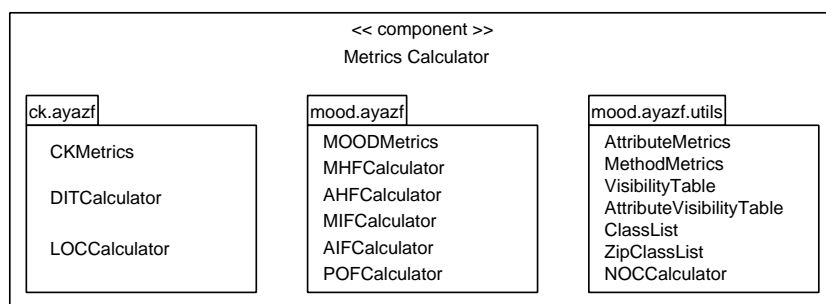 << component >>
Metrics Calculator
ck.ayazf
CKMetrics
DITCalculator
LOCCalculator
mood.ayazf
MOODMetrics
MHFCalculator
AHFCalculator
MIFCalculator
AIFCalculator
POFCalculator
mood.ayazf.utils
AttributeMetrics
MethodMetrics
VisibilityTable
AttributeVisibilityTable
ClassList
ZipClassList
NOCCalculator